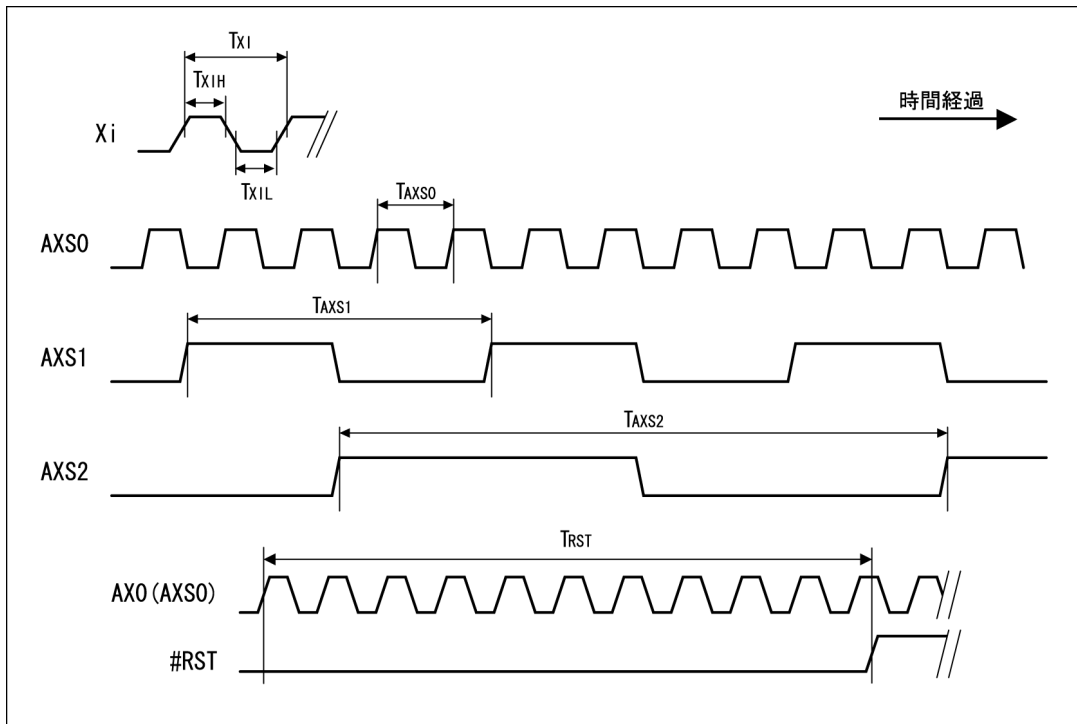 TXI
TXIH
Xi
時間経過
TXIL
TAXS0
AXS0
TAXS1
AXS1
TAXS2
AXS2
TRST
AX0(AXS0)
#RST